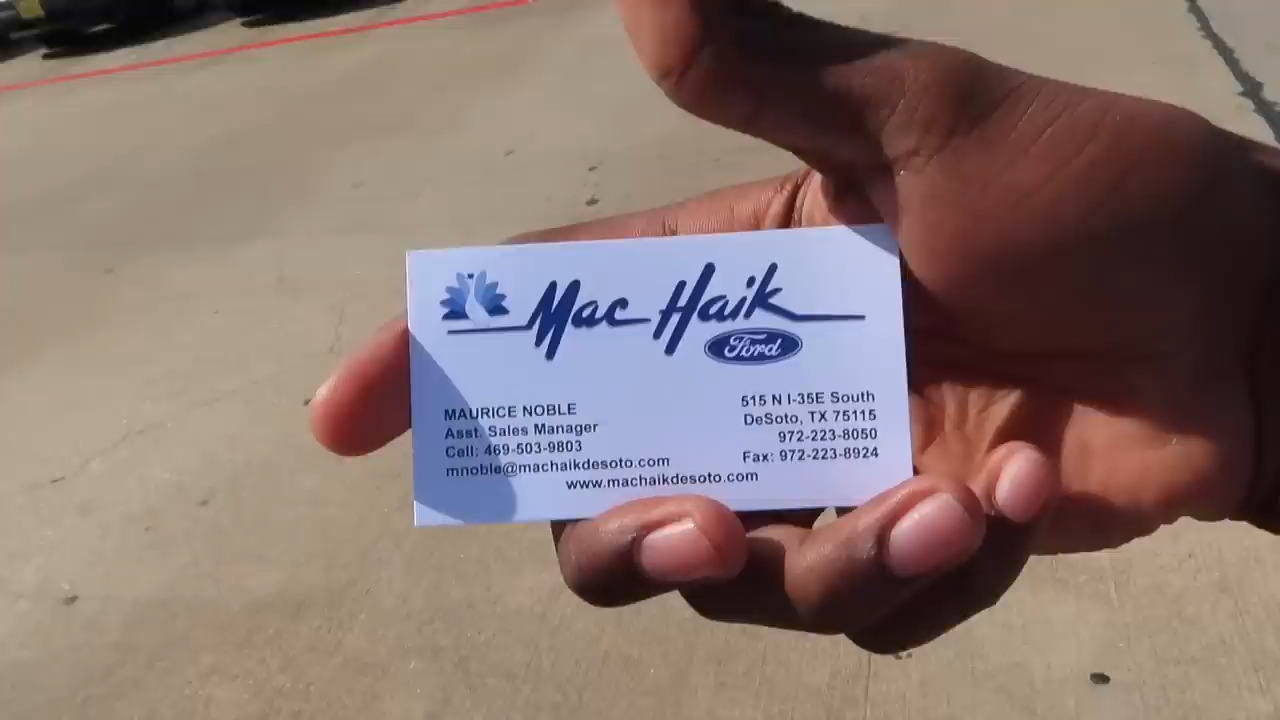 Mac Haik
Ford
MAURICE NOBLE
Asst. Sales Manager
Cell: 469-503-9803
mnoble@machaikdesoto.com
515 N I-35E South
DeSoto, TX 75115
972-223-8050
Fax: 972-223-8924
www.machaikdesoto.com